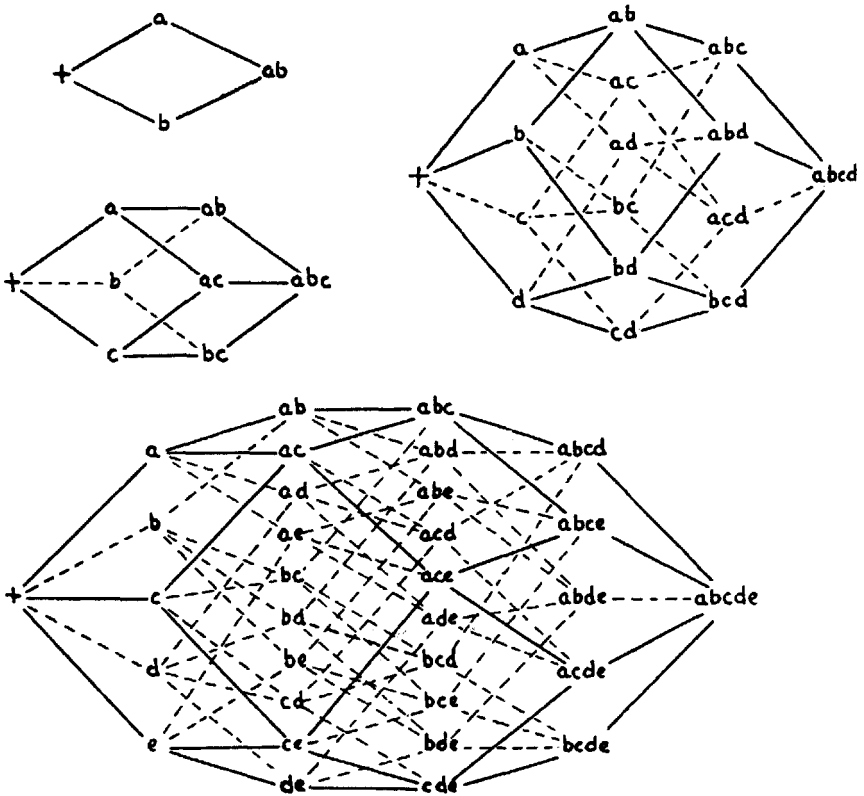 a
+ ab
b
a ab
+ b ac abc
c bc
ab
a abc
ac
b ad abd
+ abcd
c bc acd
bd
d bcd
cd
ab abc
a ac abd abcd
ad abe
b ae acd abce
bc ace
+ c abde abcde
bd ade
d be bcd acde
cd bce
e ce bde bcde
de cde